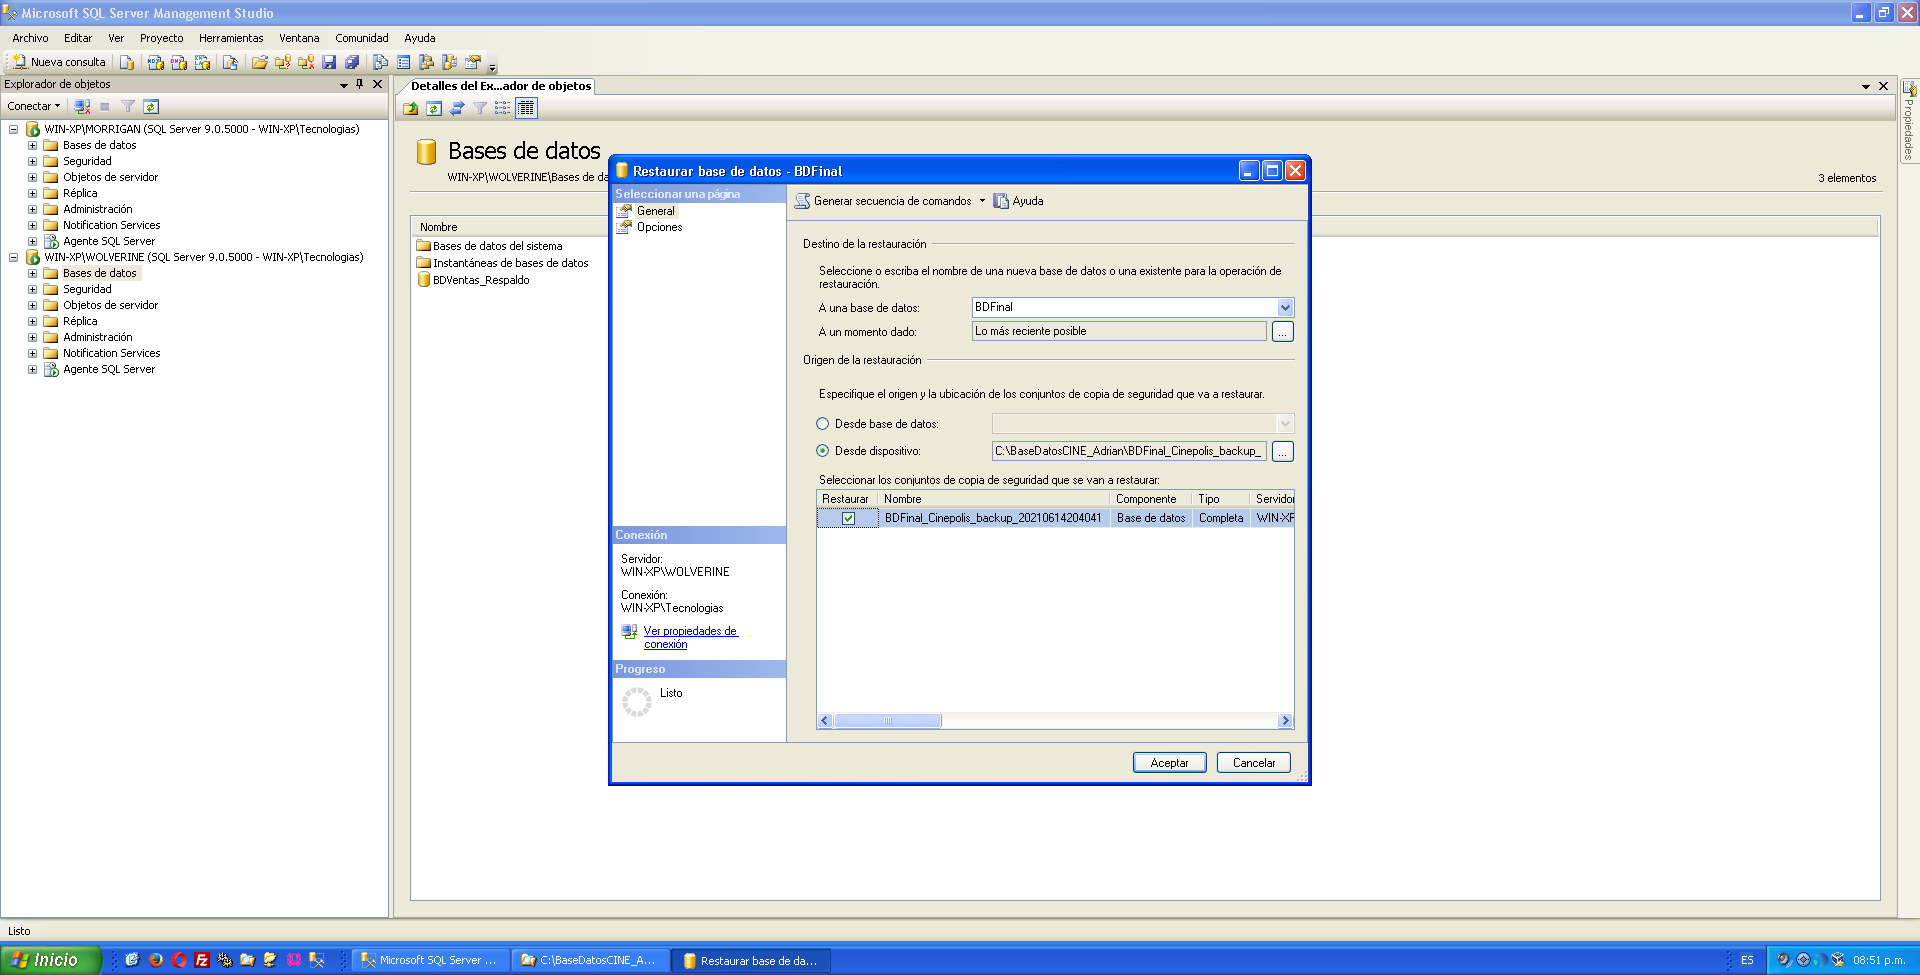 Microsoft SQL Server Management Studio
Archivo Editar Ver Proyecto Herramientas Ventana Comunidad Ayuda
Nueva consulta
Explorador de objetos
Conectar
WIN-XP\MORRIGAN (SQL Server 9.0.5000 - WIN-XP\Tecnologias)
Bases de datos
Seguridad
Objetos de servidor
Réplica
Administración
Notification Services
Agente SQL Server
WIN-XP\WOLVERINE (SQL Server 9.0.5000 - WIN-XP\Tecnologias)
Bases de datos
Seguridad
Objetos de servidor
Réplica
Administración
Notification Services
Agente SQL Server
Detalles del Ex...ador de objetos
Bases de datos
WIN-XP\WOLVERINE\Bases de da
3 elementos
Nombre
Bases de datos del sistema
Instantáneas de bases de datos
BDVentas_Respaldo
Propiedades
Restaurar base de datos - BDFinal
Seleccionar una página
General
Opciones
Conexión
Servidor:
WIN-XP\WOLVERINE
Conexión:
WIN-XP\Tecnologias
Ver propiedades de
conexión
Progreso
Listo
Generar secuencia de comandos Ayuda
Destino de la restauración
Seleccione o escriba el nombre de una nueva base de datos o una existente para la operación de
restauración.
A una base de datos: BDFinal
A un momento dado: Lo más reciente posible ...
Origen de la restauración
Especifique el origen y la ubicación de los conjuntos de copia de seguridad que va a restaurar.
Desde base de datos:
Desde dispositivo: C:\BaseDatosCINE_Adrian\BDFinal_Cinepolis_backup_ ...
Seleccionar los conjuntos de copia de seguridad que se van a restaurar:
Restaurar Nombre Componente Tipo Servidor
BDFinal_Cinepolis_backup_20210614204041 Base de datos Completa WIN-XP
Aceptar Cancelar
Listo
Inicio Microsoft SQL Server ... C:\BaseDatosCINE_A... Restaurar base de da... ES 08:51 p.m.